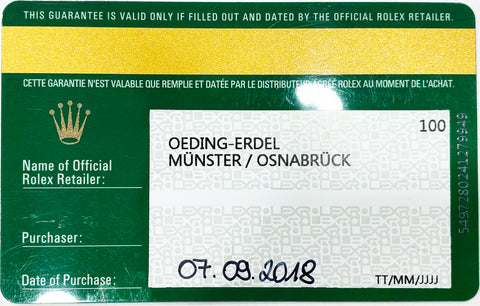 THIS GUARANTEE IS VALID ONLY IF FILLED OUT AND DATED BY THE OFFICIAL ROLEX RETAILER.
CETTE GARANTIE N'EST VALABLE QUE REMPLIE ET DATÉE PAR LE DISTRIBUTEUR AGRÉÉ ROLEX AU MOMENT DE L'ACHAT.
100
OEDING-ERDEL
MÜNSTER / OSNABRÜCK
Name of Official
Rolex Retailer:
Purchaser:
Date of Purchase:
07.09.2018
TT/MM/JJJJ
5497280241279949